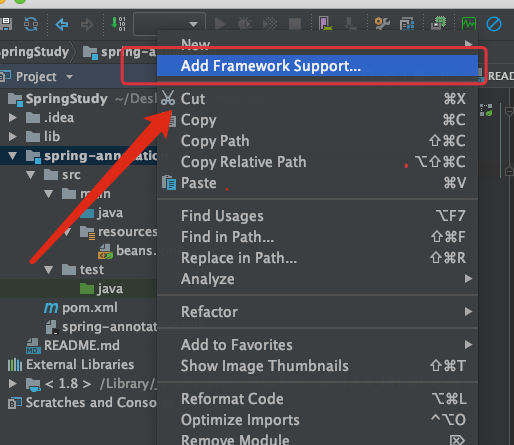 SpringStudy
spring-a
New
Project
Add Framework Support...
READ
SpringStudy ~/Des
Cut ⌘X
.idea
Copy ⌘C
lib
Copy Path ⇧⌘C
spring-annotatio
Copy Relative Path ⌥⇧⌘C
src
Paste ⌘V
main
java
Find Usages ⌥F7
resources
Find in Path... ⇧⌘F
beans.
Replace in Path... ⇧⌘R
test
Analyze
java
pom.xml
Refactor
spring-annotat
README.md
Add to Favorites
External Libraries
Show Image Thumbnails ⇧⌘T
< 1.8 > /Library/
Scratches and Conso
Reformat Code ⌥⌘L
Optimize Imports ^⌥O
Remove Module